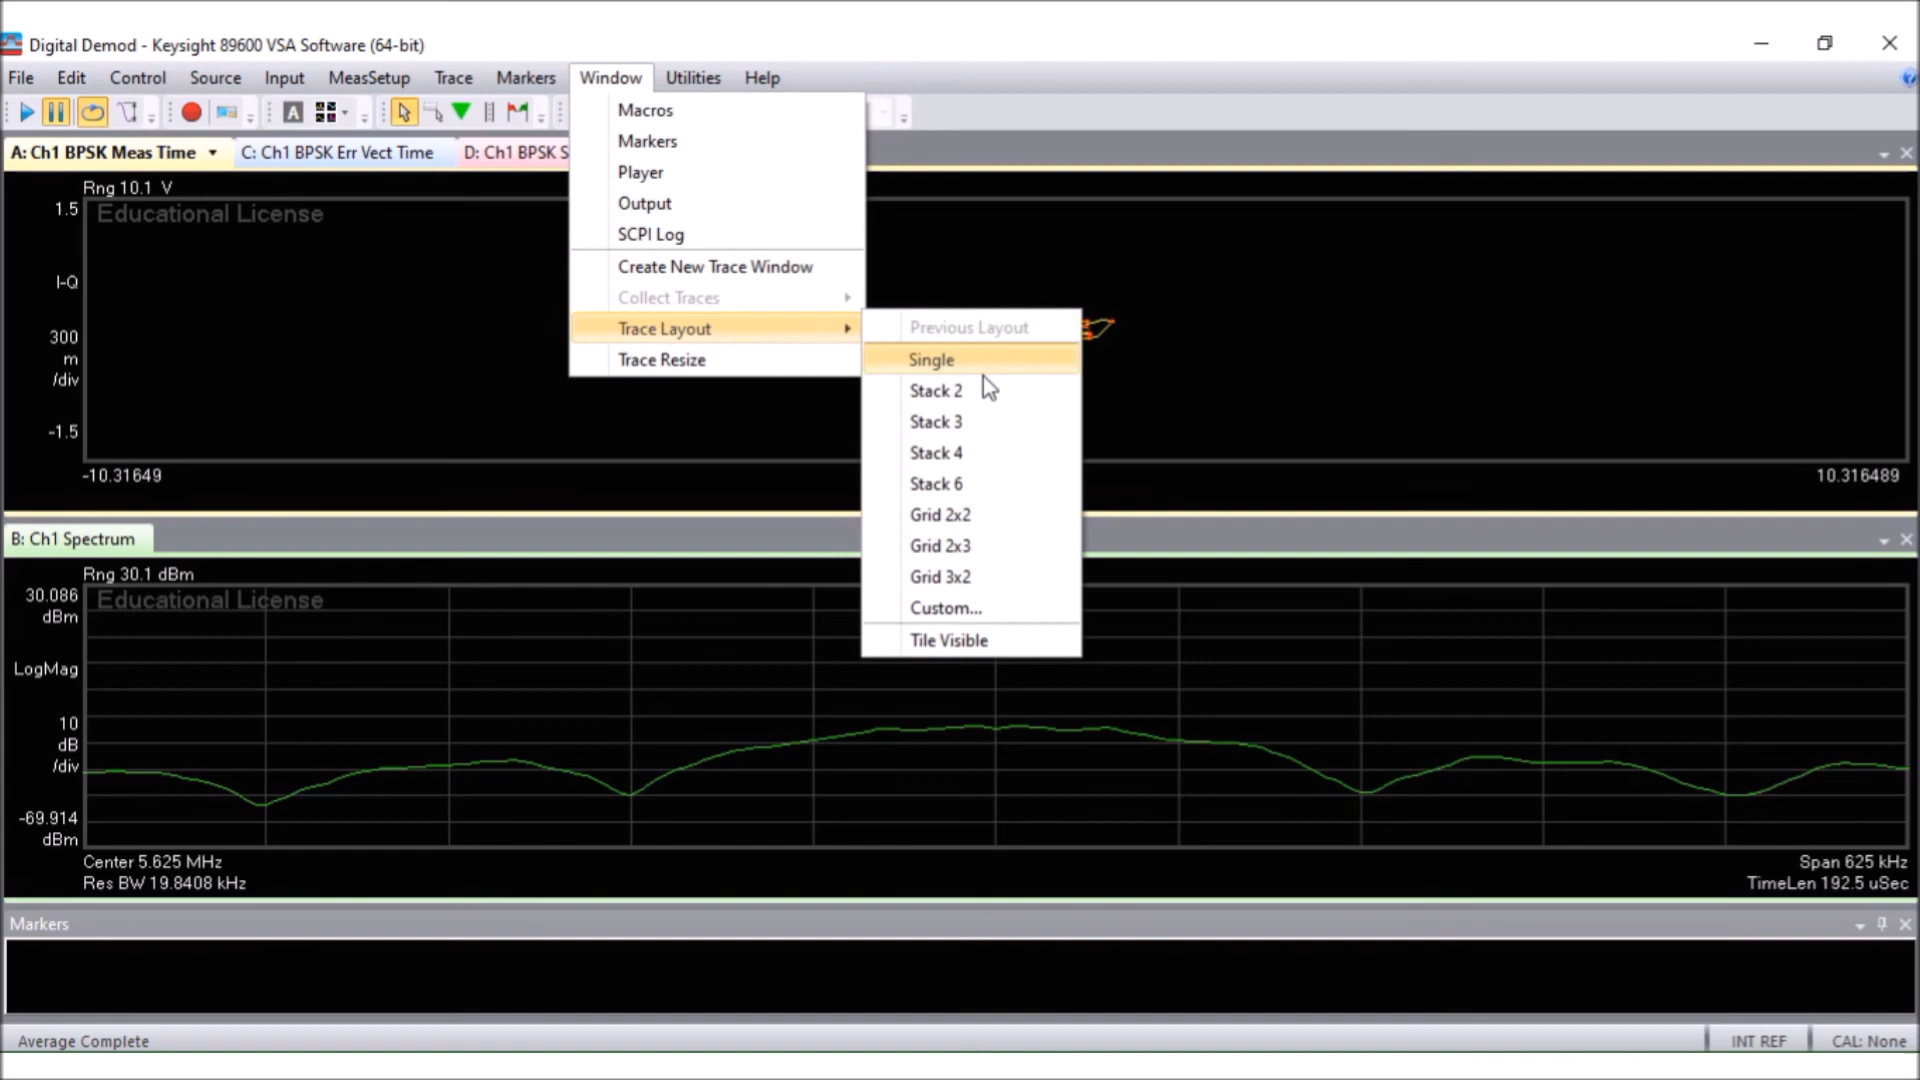 Digital Demod - Keysight 89600 VSA Software (64-bit)
File Edit Control Source Input MeasSetup Trace Markers Window Utilities Help
A
Macros
Markers
Player
Output
SCPI Log
Create New Trace Window
Collect Traces
Trace Layout
Trace Resize
Previous Layout
Single
Stack 2
Stack 3
Stack 4
Stack 6
Grid 2x2
Grid 2x3
Grid 3x2
Custom...
Tile Visible
A: Ch1 BPSK Meas Time C: Ch1 BPSK Err Vect Time D: Ch1 BPSK S
Rng 10.1 V
1.5
Educational License
I-Q
300
m
/div
-1.5
-10.31649
10.316489
B: Ch1 Spectrum
Rng 30.1 dBm
30.086
dBm
Educational License
LogMag
10
dB
/div
-69.914
dBm
Center 5.625 MHz
Span 625 kHz
Res BW 19.8408 kHz
TimeLen 192.5 uSec
Markers
Average Complete
INT REF
CAL: None